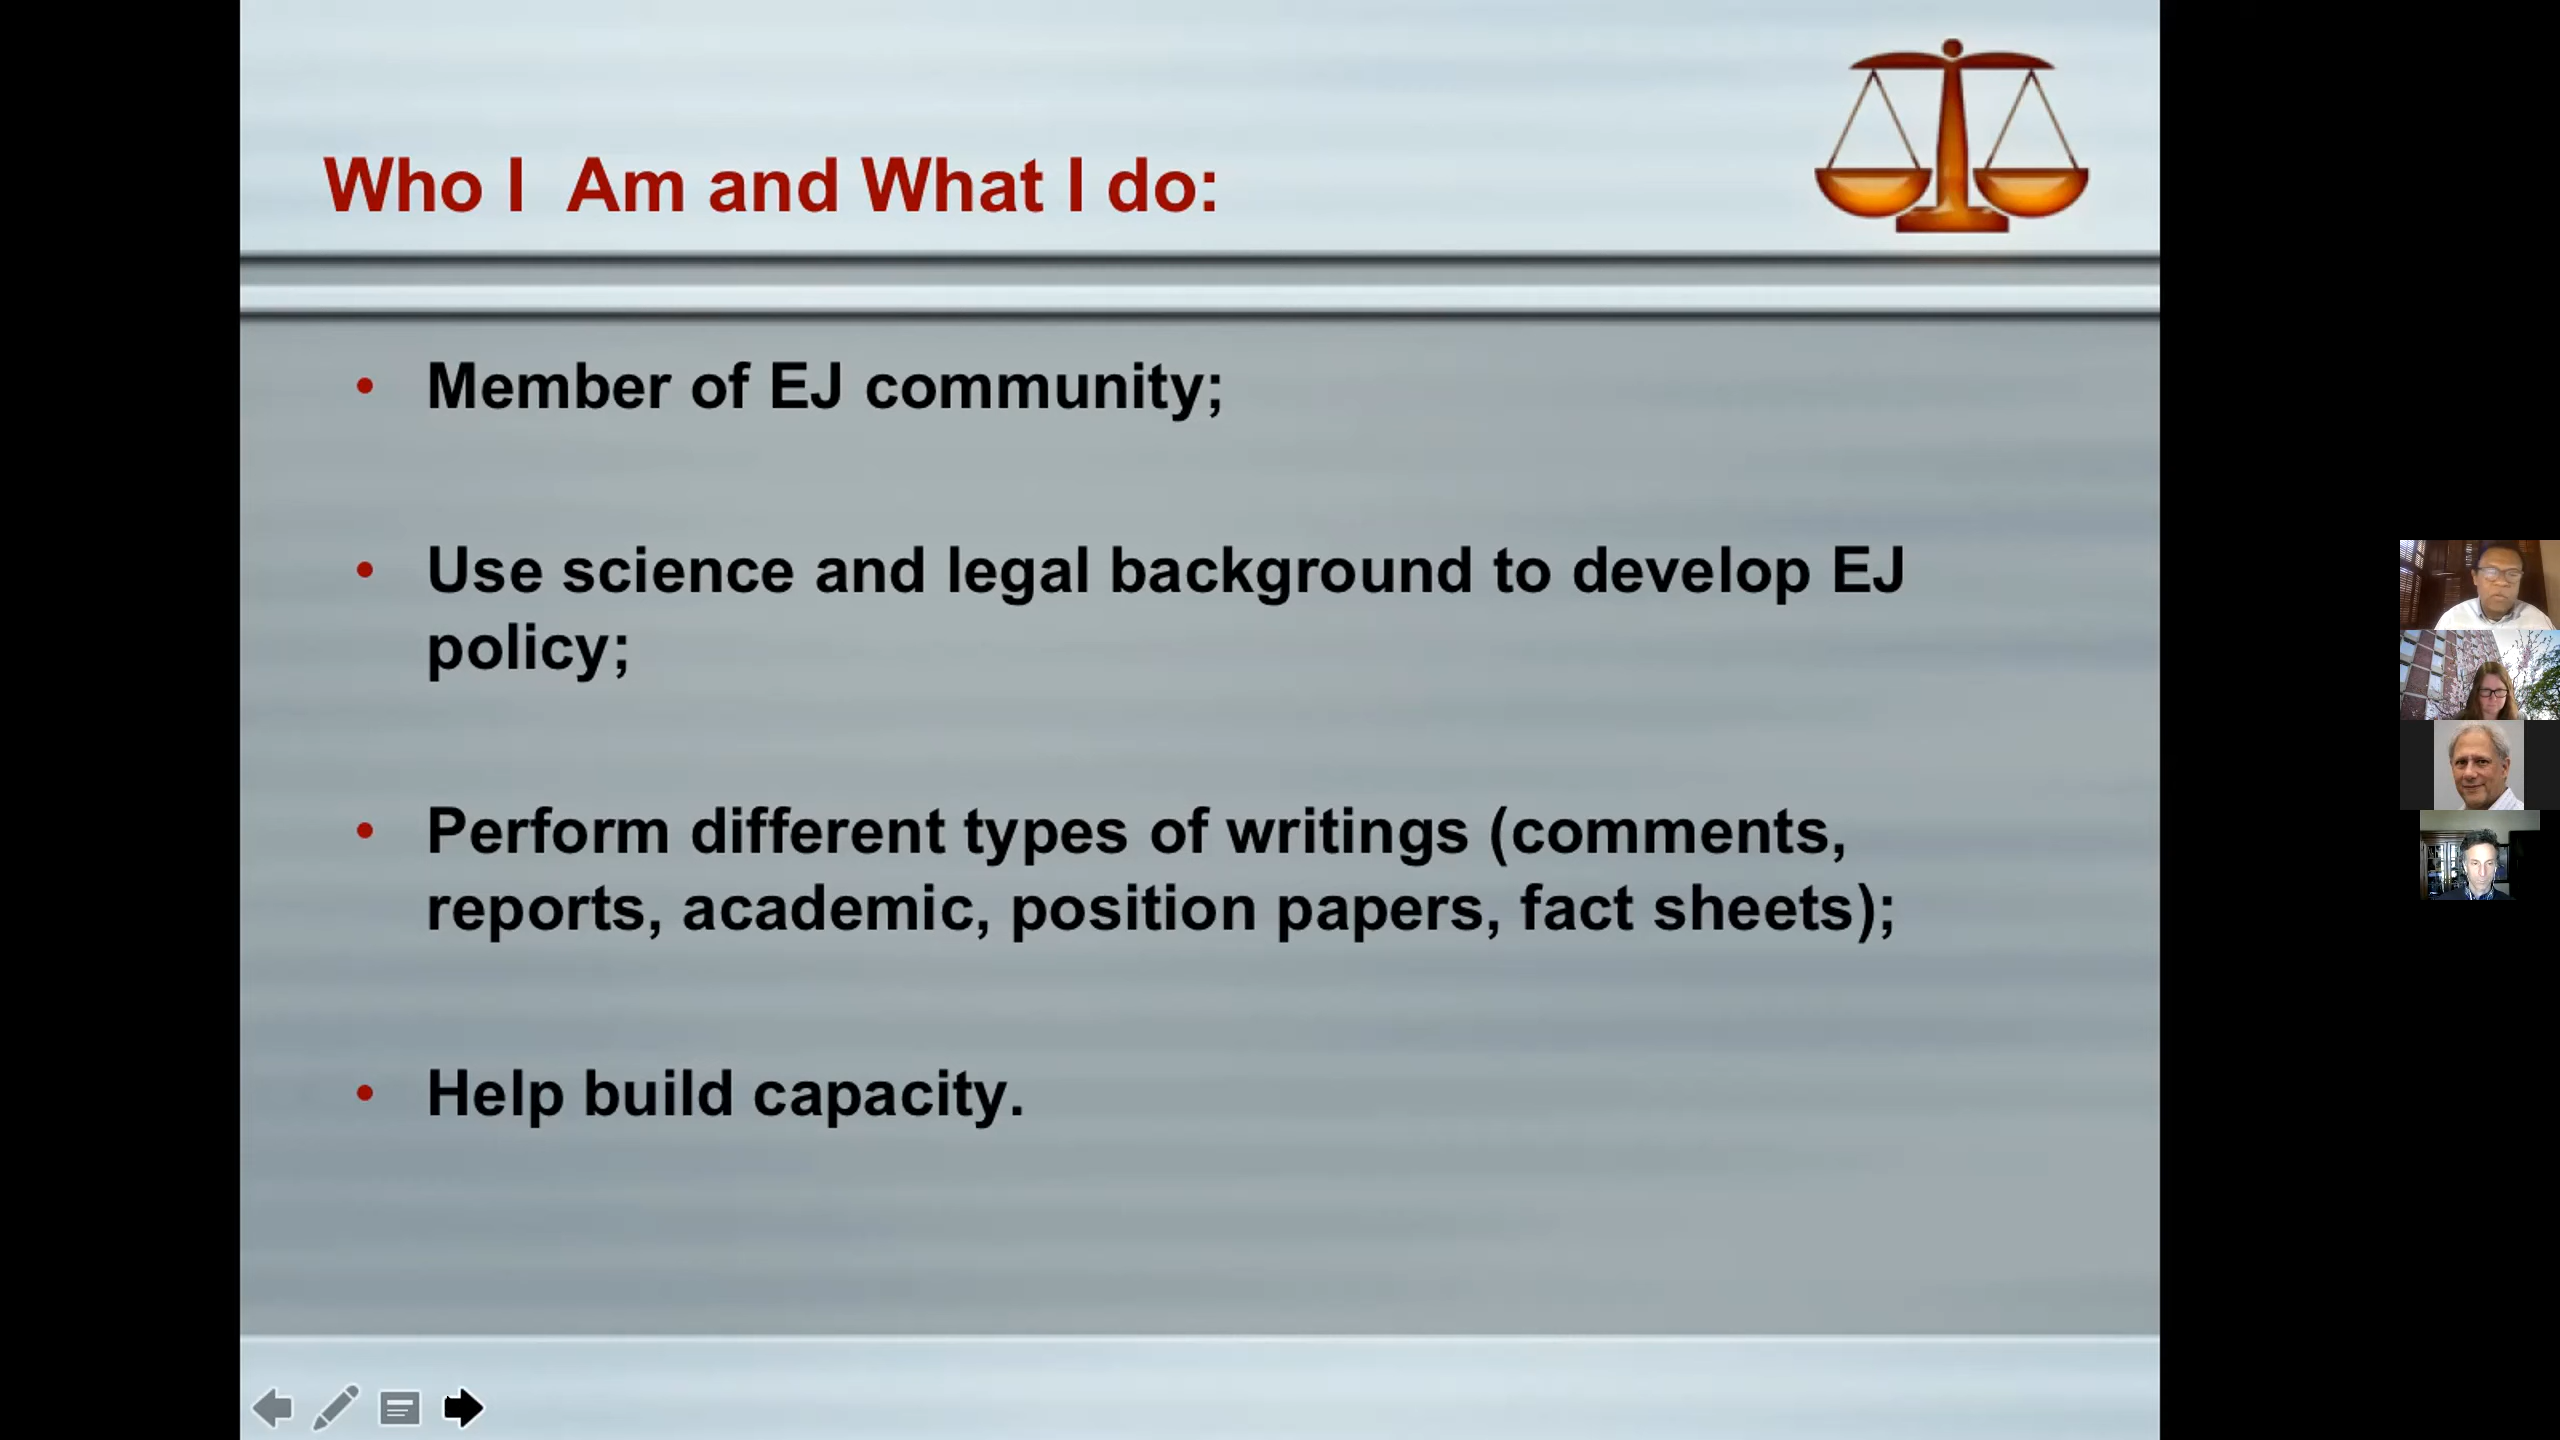 Who I  Am and What I do:
• Member of EJ community;
• Use science and legal background to develop EJ
policy;
• Perform different types of writings (comments,
reports, academic, position papers, fact sheets);
• Help build capacity.